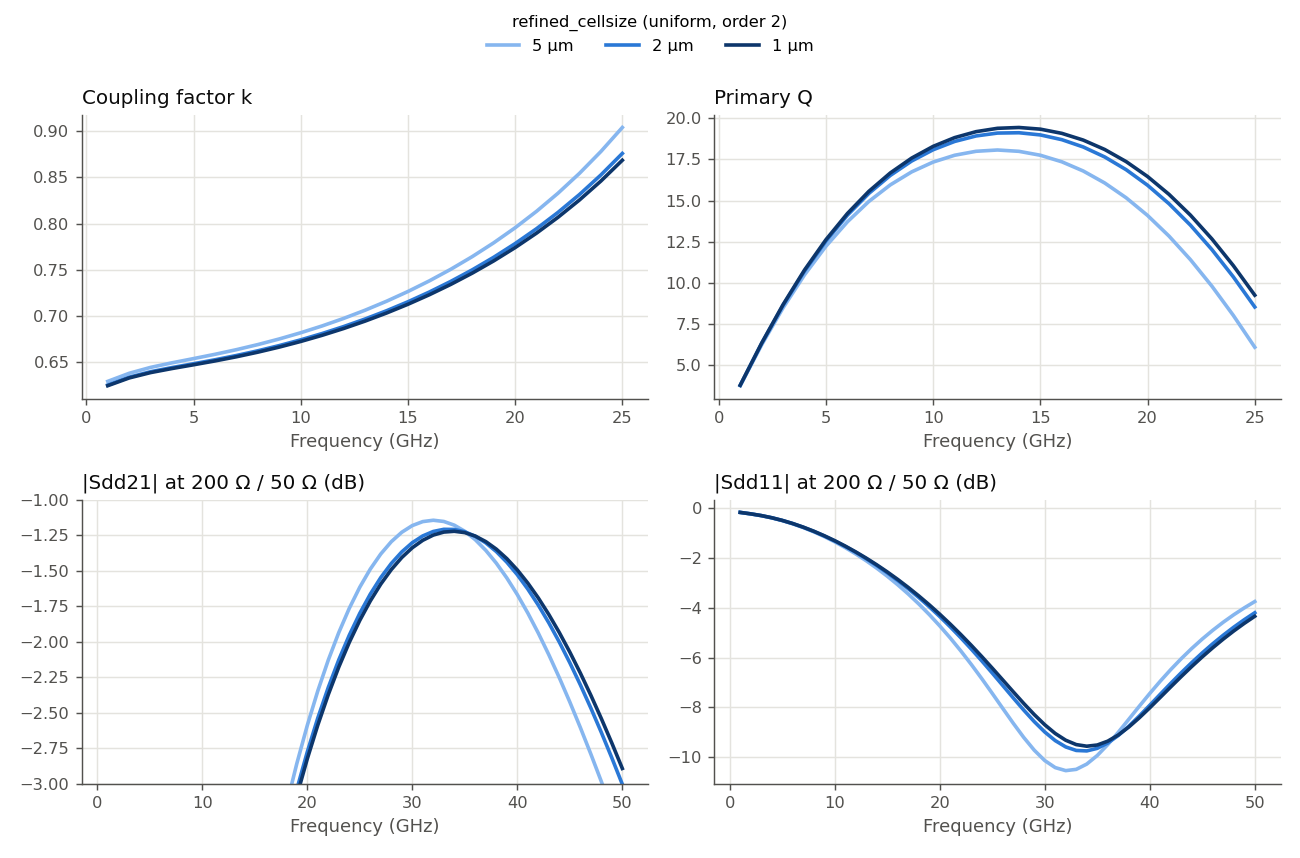 refined_cellsize (uniform, order 2)
5 µm 2 µm 1 µm
Coupling factor k
0.90
0.85
0.80
0.75
0.70
0.65
0 5 10 15 20 25
Frequency (GHz)
Primary Q
20.0
17.5
15.0
12.5
10.0
7.5
5.0
0 5 10 15 20 25
Frequency (GHz)
|Sdd21| at 200 Ω / 50 Ω (dB)
−1.00
−1.25
−1.50
−1.75
−2.00
−2.25
−2.50
−2.75
−3.00
0 10 20 30 40 50
Frequency (GHz)
|Sdd11| at 200 Ω / 50 Ω (dB)
0
−2
−4
−6
−8
−10
0 10 20 30 40 50
Frequency (GHz)